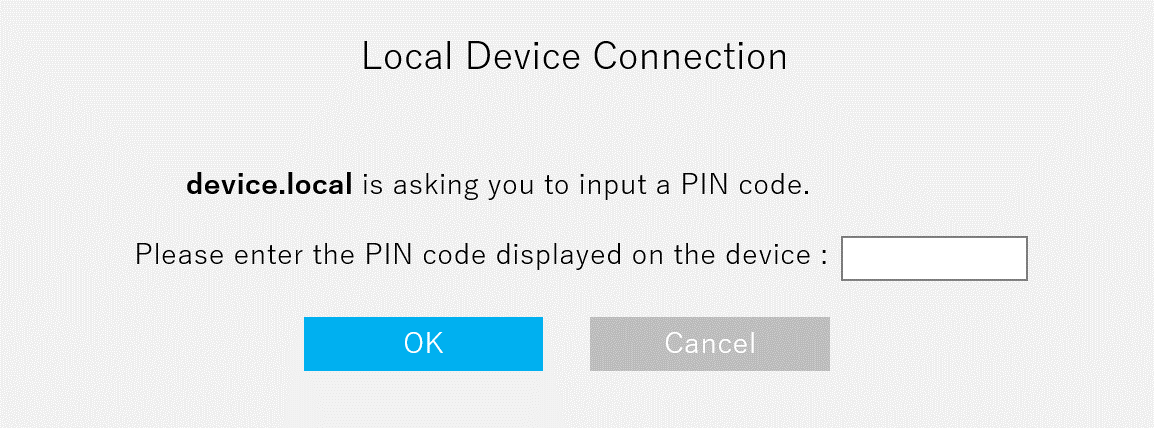 Local Device Connection
device.local is asking you to input a PIN code.
Please enter the PIN code displayed on the device :
OK
Cancel